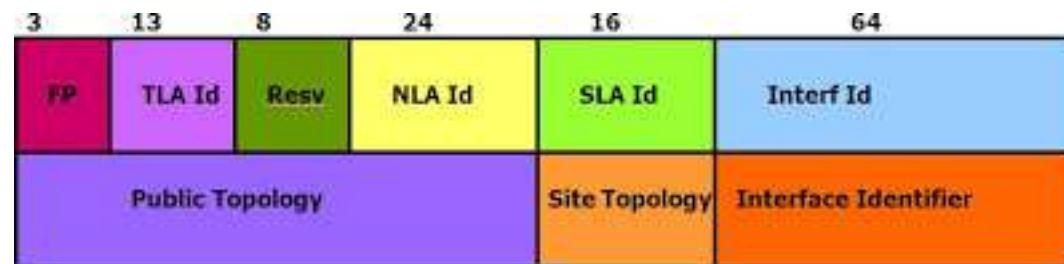 3 13 8 24 16 64
FP TLA Id Resv NLA Id SLA Id Interf Id
Public Topology Site Topology Interface Identifier